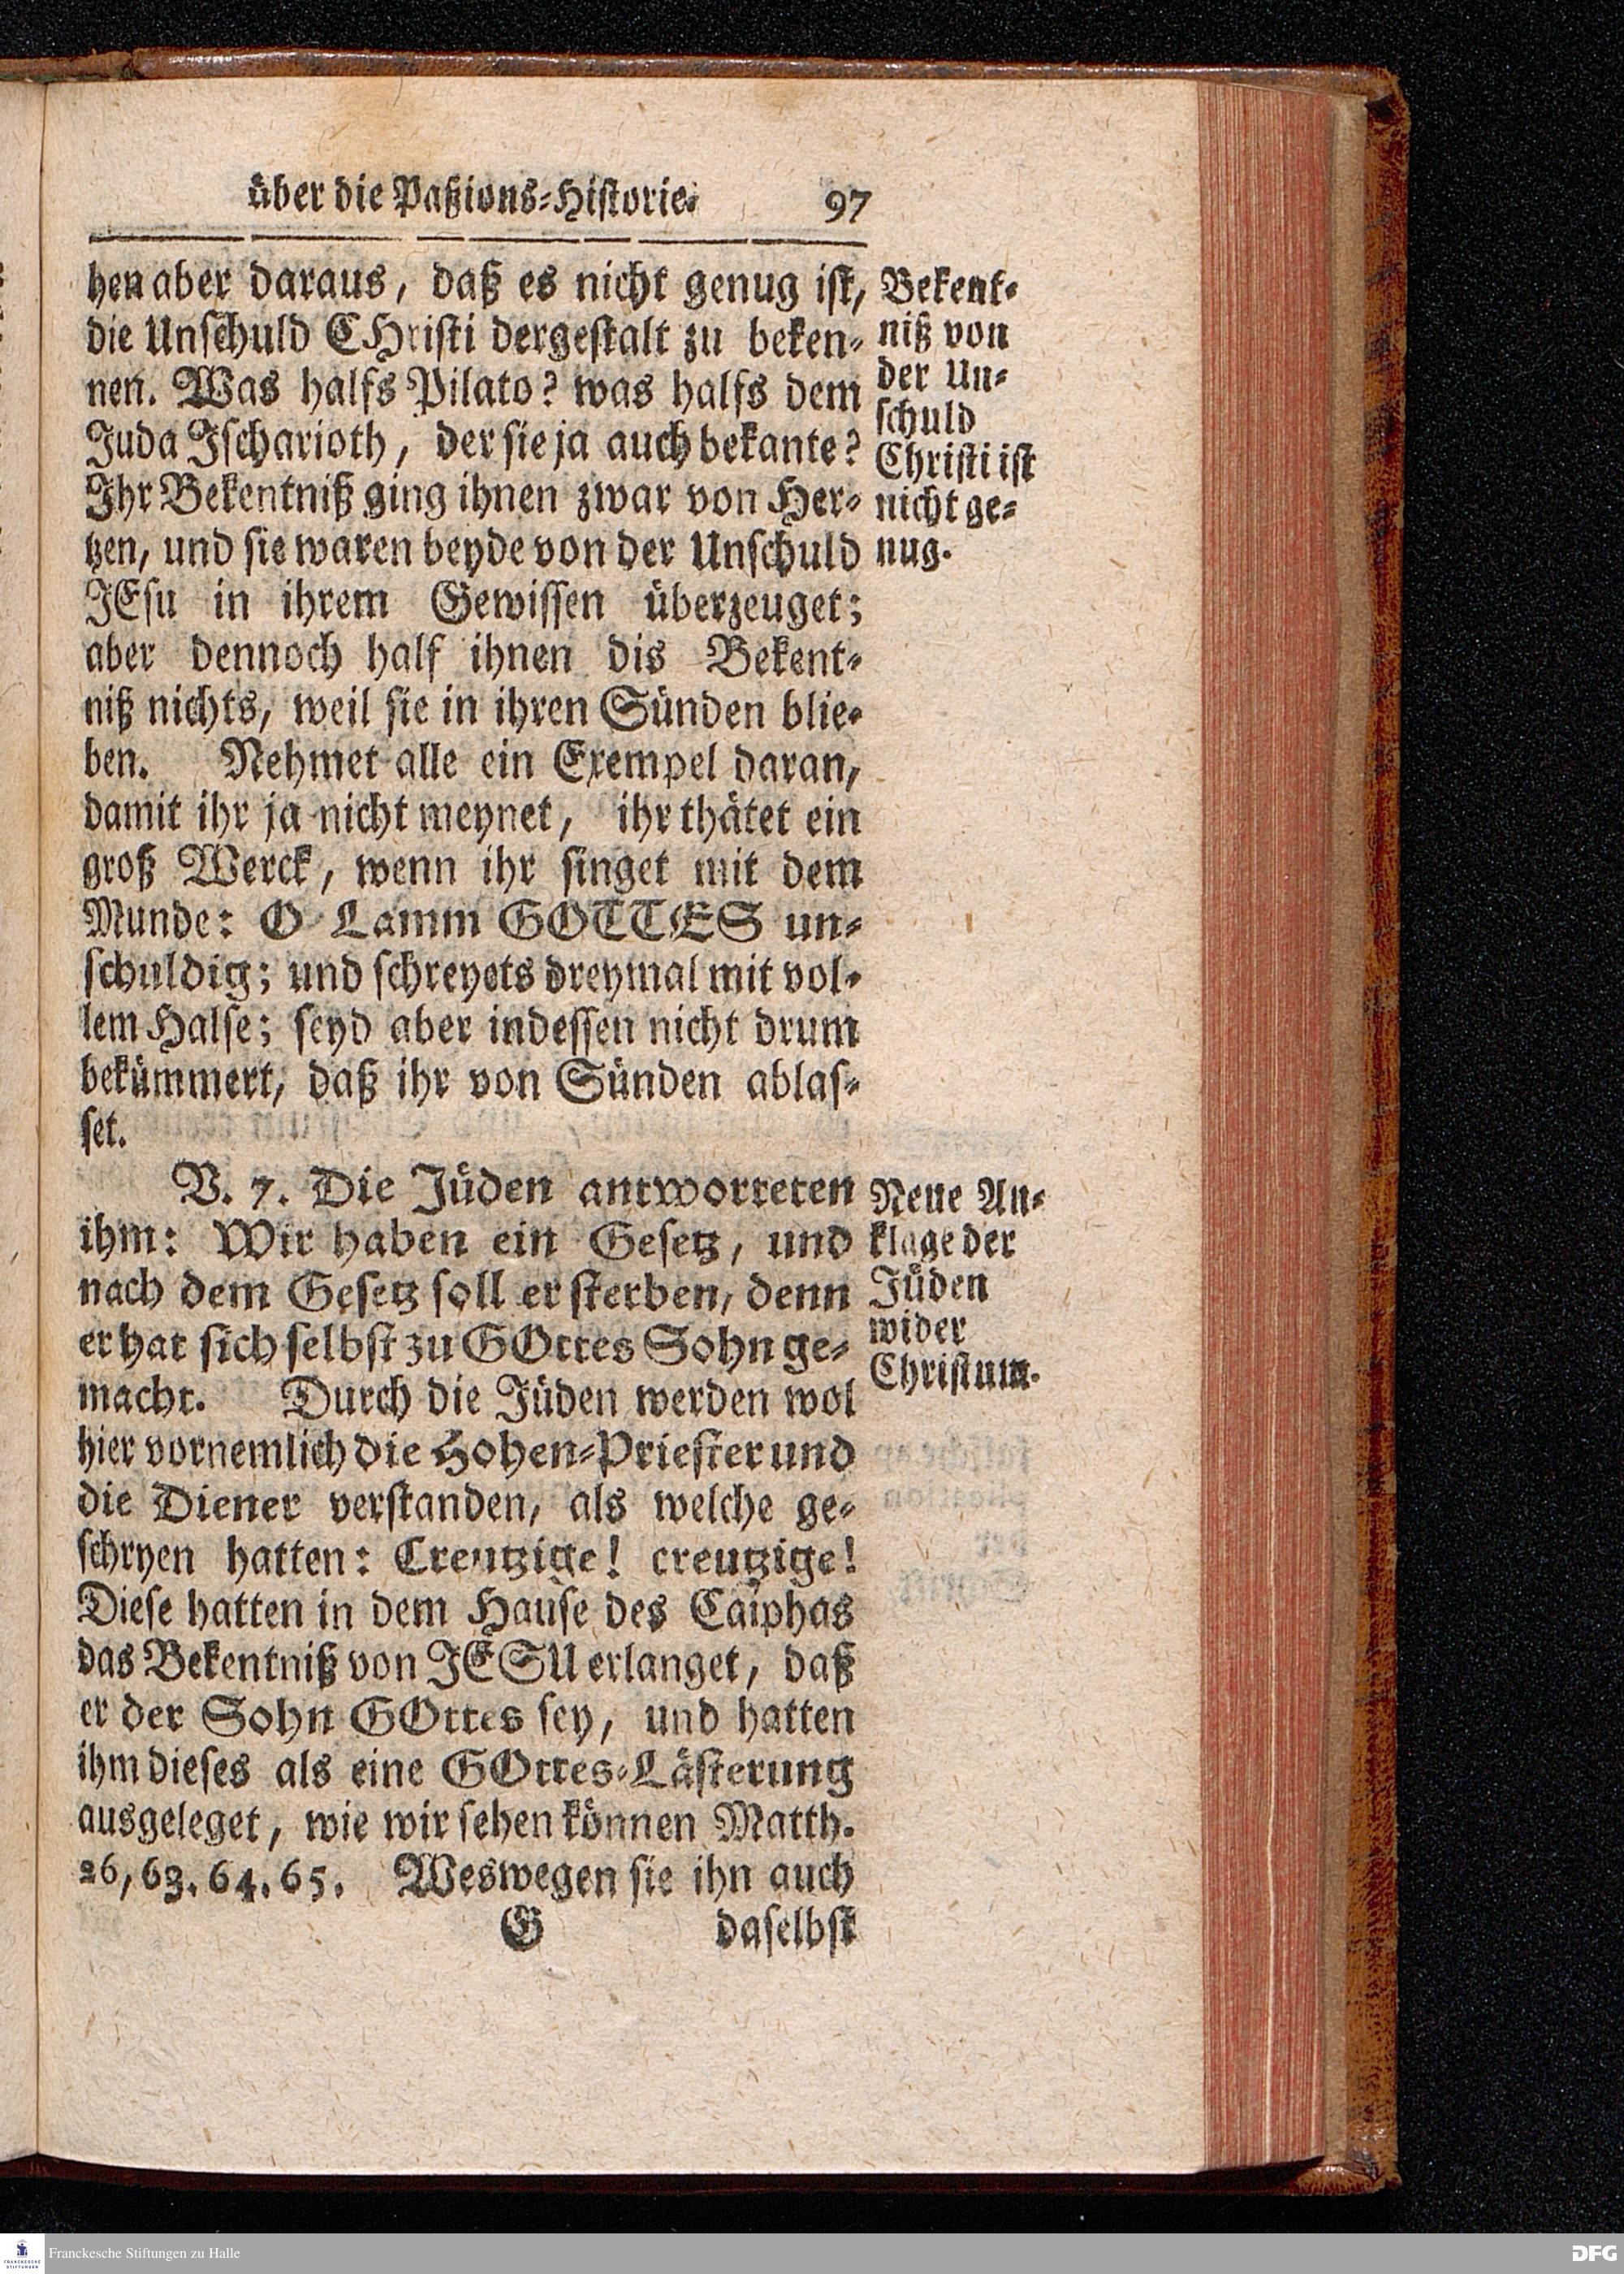 über die Paßions-Historie. 97
hen aber daraus, daß es nicht genug ist,
die Unschuld CHristi dergestalt zu beken-
nen. Was halfs Pilato? was halfs dem
Juda Ischarioth, der sie ja auch bekante?
Ihr Bekentniß ging ihnen zwar von Her-
tzen, und sie waren beyde von der Unschuld
JEsu in ihrem Gewissen überzeuget;
aber dennoch half ihnen dis Bekent-
niß nichts, weil sie in ihren Sünden blie-
ben. Nehmet alle ein Exempel daran,
damit ihr ja nicht meynet, ihr thätet ein
groß Werck, wenn ihr singet mit dem
Munde: O Lamm GOTTES un-
schuldig; und schreyets dreymal mit vol-
lem Halse; seyd aber indessen nicht drum
bekümmert, daß ihr von Sünden ablas-
set.
Bekent-
niß von
der Un-
schuld
Christi ist
nicht ge-
nug.
V. 7. Die Jüden antworteten
ihm: Wir haben ein Gesetz, und
nach dem Gesetz soll er sterben, denn
er hat sich selbst zu GOttes Sohn ge-
macht. Durch die Jüden werden wol
hier vornemlich die Hohen-Priester und
die Diener verstanden, als welche ge-
schryen hatten: Creutzige! creutzige!
Diese hatten in dem Hause des Caiphas
das Bekentniß von JESU erlanget, daß
er der Sohn GOttes sey, und hatten
ihm dieses als eine GOttes-Lästerung
ausgeleget, wie wir sehen können Matth.
26, 63. 64. 65. Weswegen sie ihn auch
Neue An-
klage der
Jüden
wider
Christum.
G daselbst
FRANCKESCHE
STIFTUNGEN
Franckesche Stiftungen zu Halle
DFG